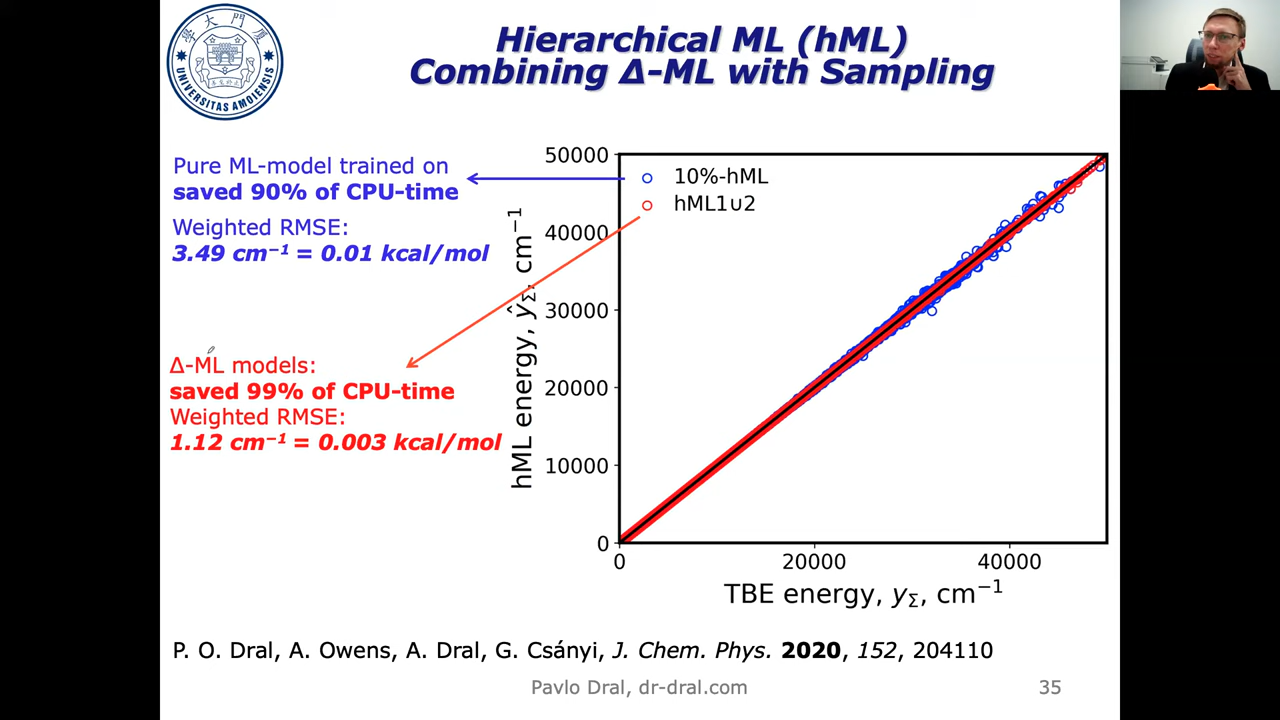 Hierarchical ML (hML)
Combining Δ-ML with Sampling
UNIVERSITAS AMOIENSIS
Pure ML-model trained on
saved 90% of CPU-time
Weighted RMSE:
3.49 cm⁻¹ = 0.01 kcal/mol
Δ-ML models:
saved 99% of CPU-time
Weighted RMSE:
1.12 cm⁻¹ = 0.003 kcal/mol
50000
40000
30000
20000
10000
0
hML energy, ŷ_Σ, cm⁻¹
10%-hML
hML1∪2
0
20000
40000
TBE energy, y_Σ, cm⁻¹
P. O. Dral, A. Owens, A. Dral, G. Csányi, J. Chem. Phys. 2020, 152, 204110
Pavlo Dral, dr-dral.com
35